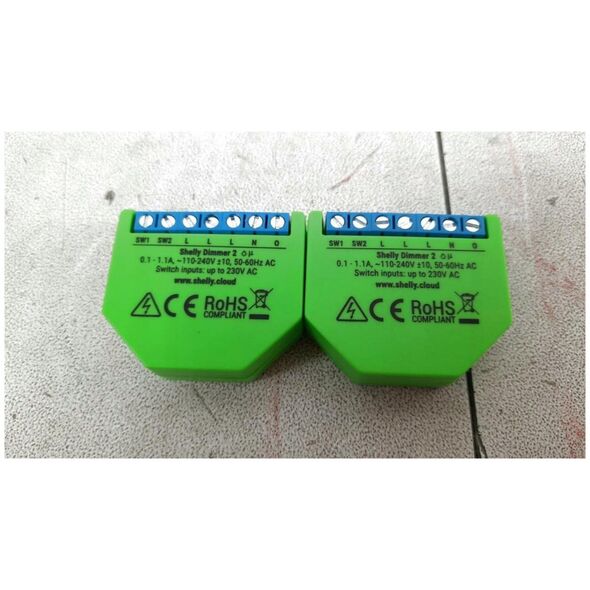 SW1 SW2 L L L N O
Shelly Dimmer 2
0.1 - 1.1A, ~110-240V ±10, 50-60Hz AC
Switch inputs: up to 230V AC
www.shelly.cloud
CE RoHS
COMPLIANT
SW1 SW2 L L L N O
Shelly Dimmer 2
0.1 - 1.1A, ~110-240V ±10, 50-60Hz AC
Switch inputs: up to 230V AC
www.shelly.cloud
CE RoHS
COMPLIANT